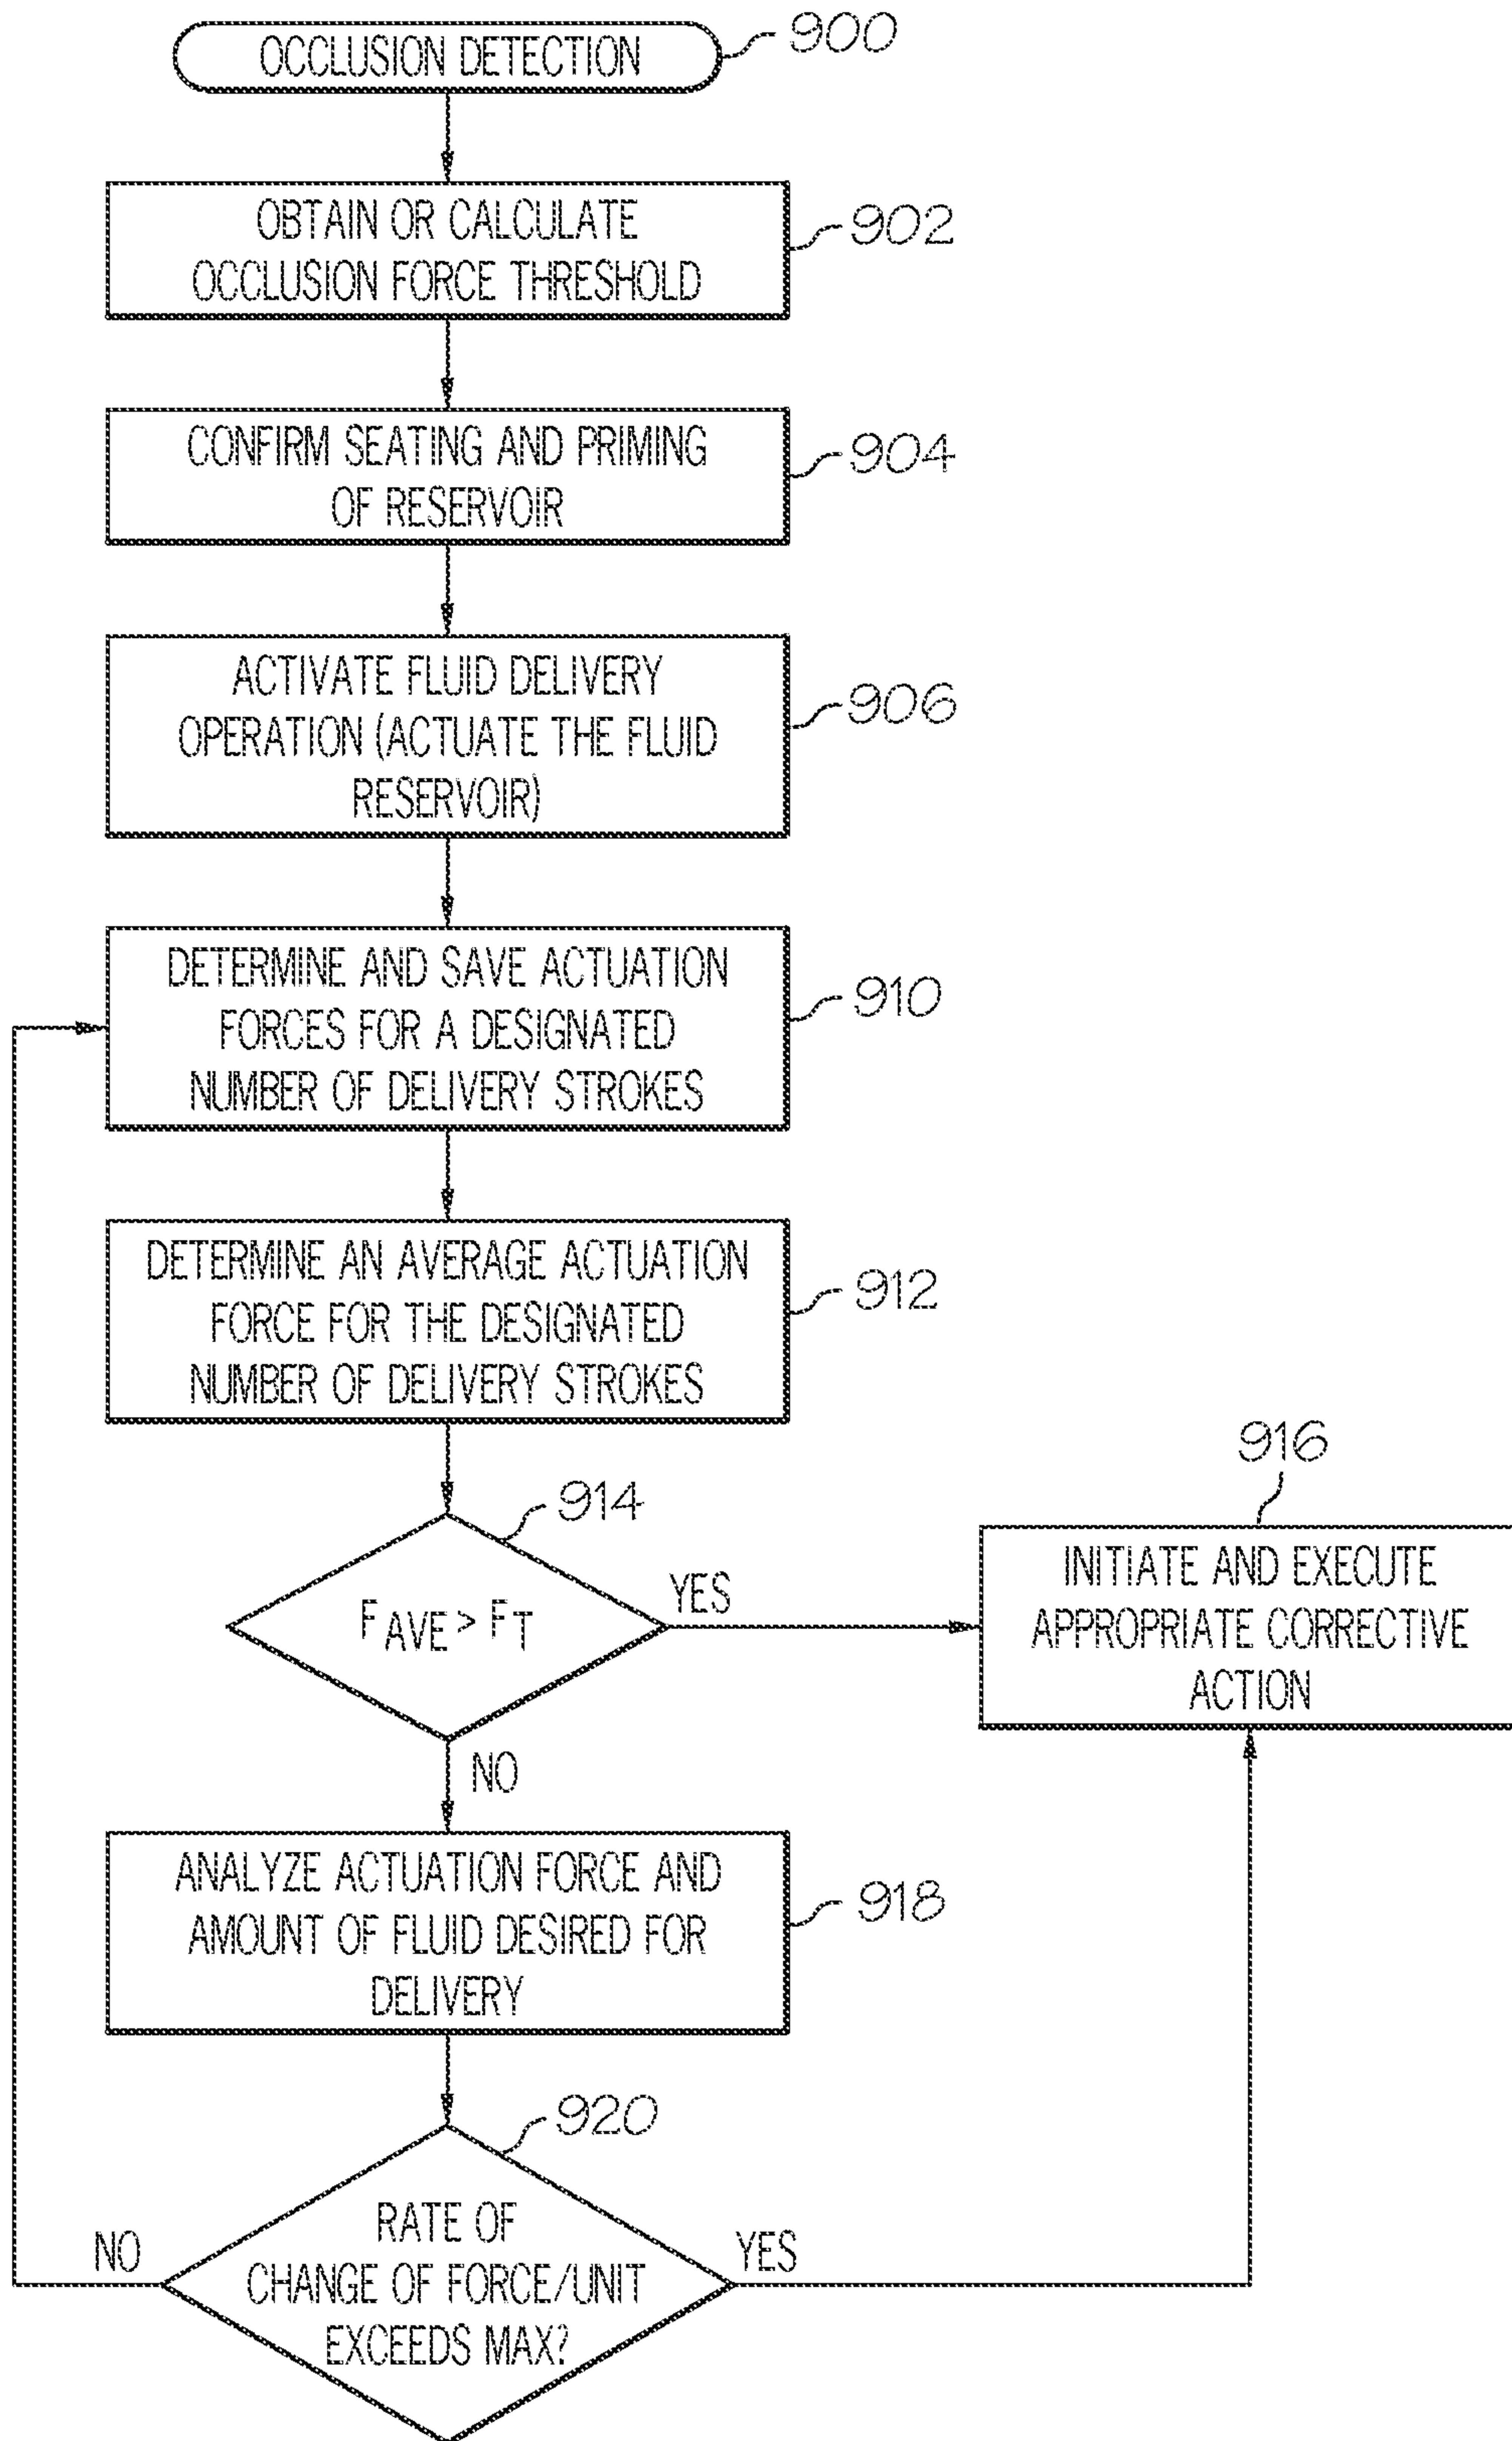 OCCLUSION DETECTION
900
OBTAIN OR CALCULATE
OCCLUSION FORCE THRESHOLD
902
CONFIRM SEATING AND PRIMING
OF RESERVOIR
904
ACTIVATE FLUID DELIVERY
OPERATION (ACTUATE THE FLUID
RESERVOIR)
906
DETERMINE AND SAVE ACTUATION
FORCES FOR A DESIGNATED
NUMBER OF DELIVERY STROKES
910
DETERMINE AN AVERAGE ACTUATION
FORCE FOR THE DESIGNATED
NUMBER OF DELIVERY STROKES
912
914
F AVE > F T
YES
916
INITIATE AND EXECUTE
APPROPRIATE CORRECTIVE
ACTION
NO
ANALYZE ACTUATION FORCE AND
AMOUNT OF FLUID DESIRED FOR
DELIVERY
918
920
RATE OF
CHANGE OF FORCE/UNIT
EXCEEDS MAX?
NO
YES